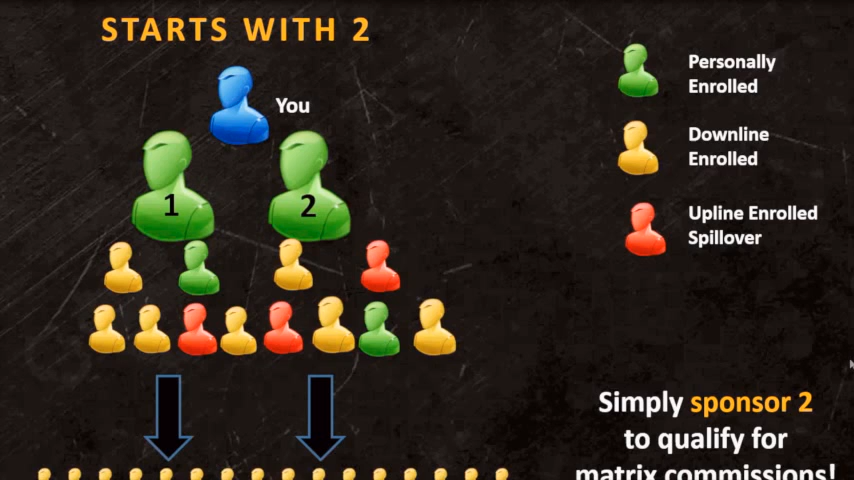 STARTS WITH 2
You
1
2
Personally
Enrolled
Downline
Enrolled
Upline Enrolled
Spillover
Simply sponsor 2
to qualify for
matrix commissions!